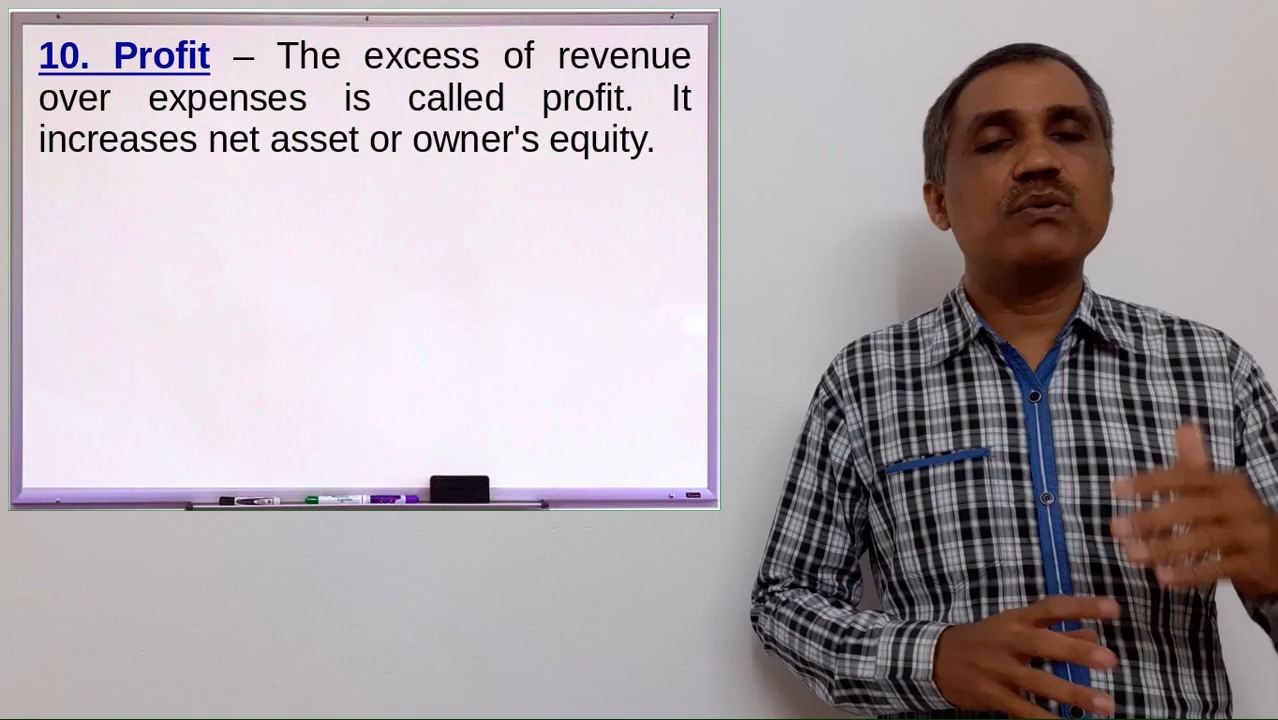 10. Profit – The excess of revenue
over expenses is called profit. It
increases net asset or owner's equity.